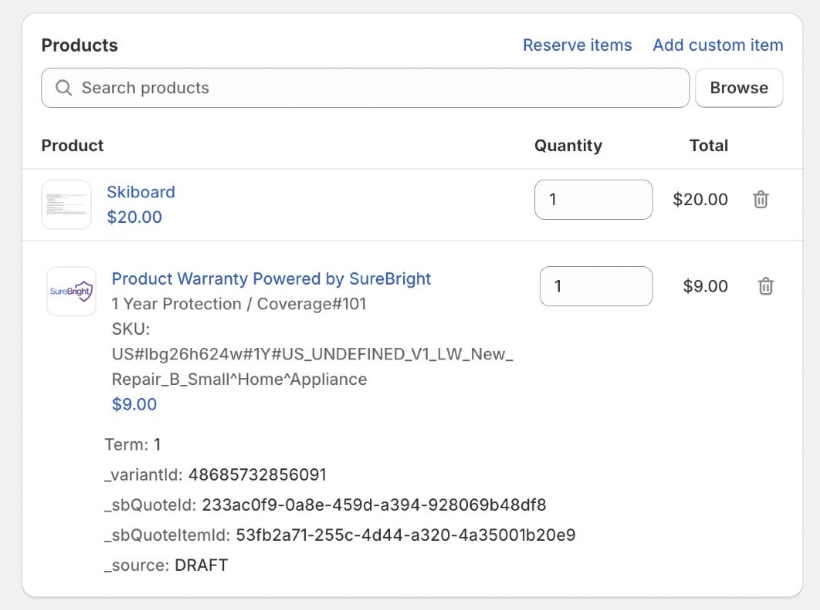 Products
Reserve items
Add custom item
Search products
Browse
Product
Quantity
Total
Skiboard
$20.00
1
$20.00
SureBright
Product Warranty Powered by SureBright
1 Year Protection / Coverage#101
SKU:
US#lbg26h624w#1Y#US_UNDEFINED_V1_LW_New_
Repair_B_Small^Home^Appliance
$9.00
1
$9.00
Term: 1
_variantId: 48685732856091
_sbQuoteId: 233ac0f9-0a8e-459d-a394-928069b48df8
_sbQuoteItemId: 53fb2a71-255c-4d44-a320-4a35001b20e9
_source: DRAFT